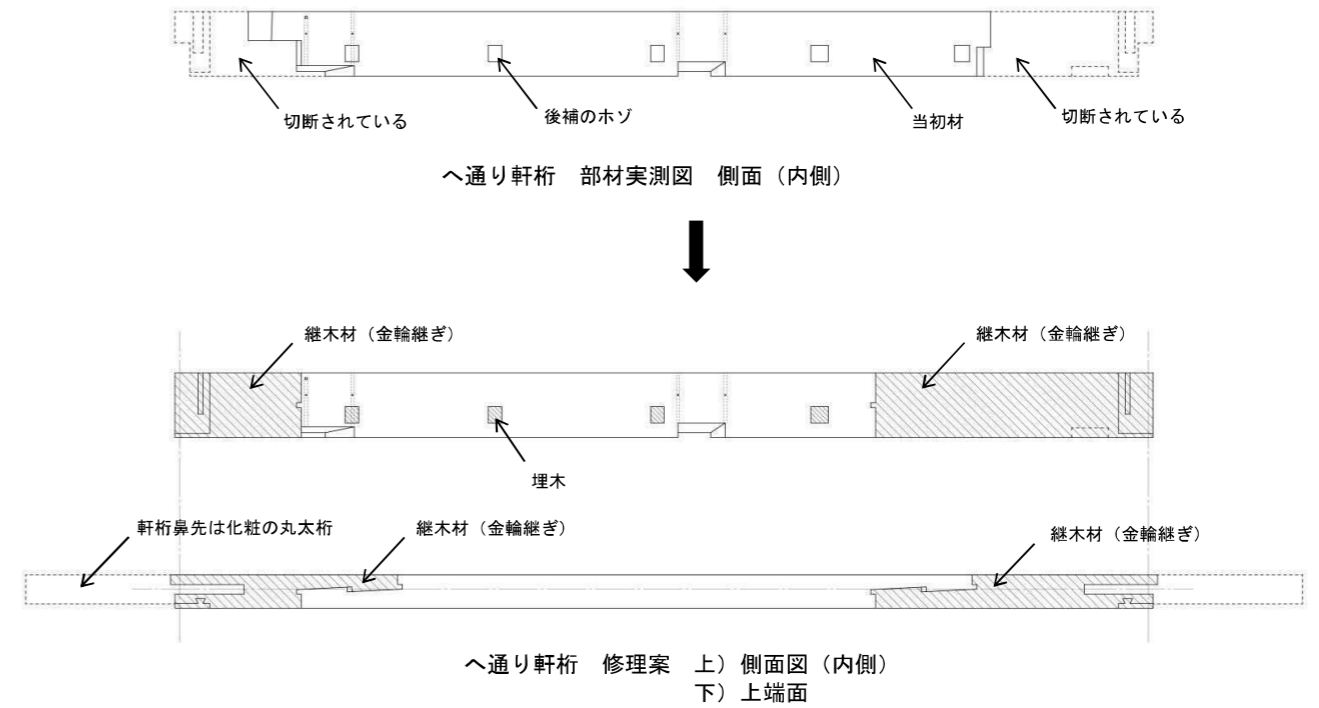 切断されている
後補のホゾ
当初材
切断されている
へ通り軒桁　部材実測図　側面（内側）
継木材（金輪継ぎ）
継木材（金輪継ぎ）
埋木
軒桁鼻先は化粧の丸太桁
継木材（金輪継ぎ）
継木材（金輪継ぎ）
へ通り軒桁　修理案　上）側面図（内側）
下）上端面